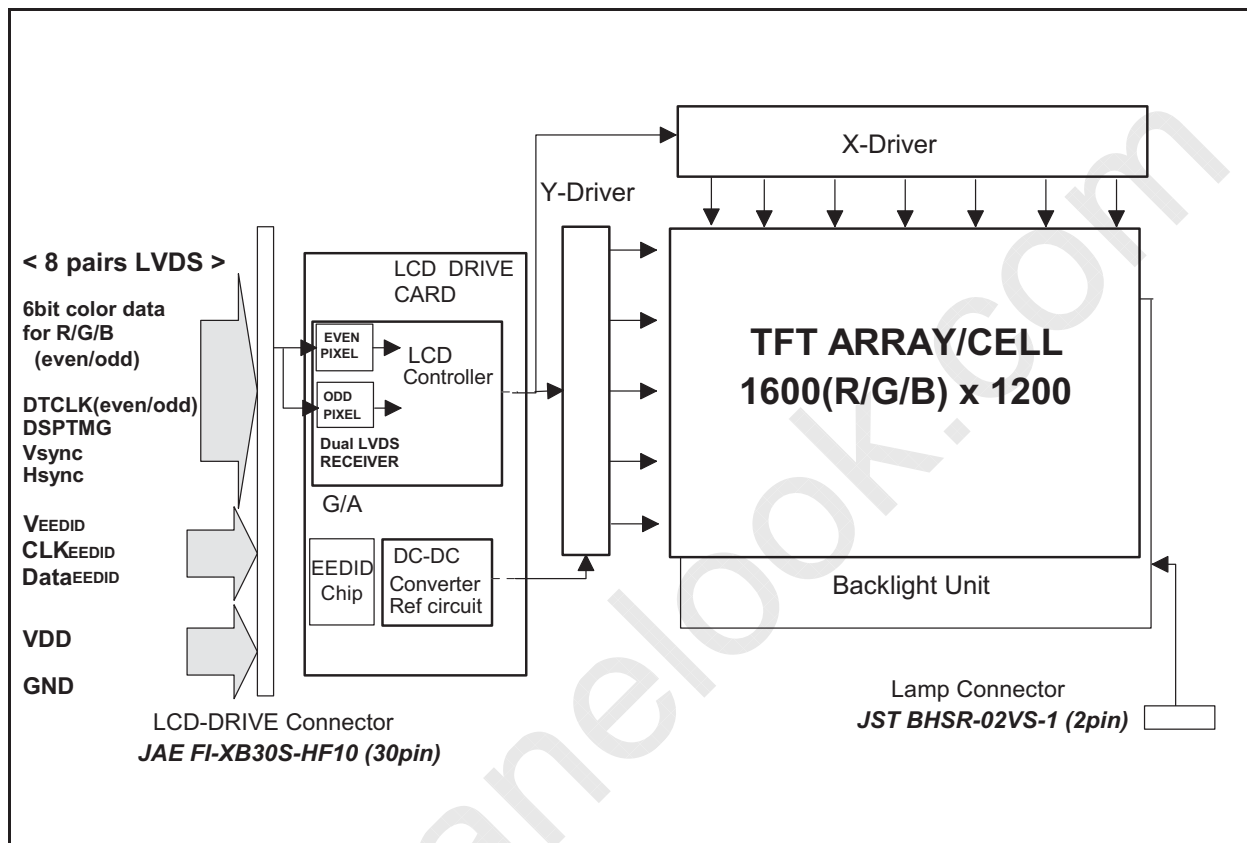 X-Driver
Y-Driver
< 8 pairs LVDS >
6bit color data
for R/G/B
(even/odd)
DTCLK(even/odd)
DSPTMG
Vsync
Hsync
VEEDID
CLKEEDID
DataEEDID
VDD
GND
LCD DRIVE
CARD
EVEN
PIXEL
LCD
Controller
ODD
PIXEL
Dual LVDS
RECEIVER
G/A
EEDID
Chip
DC-DC
Converter
Ref circuit
TFT ARRAY/CELL
1600(R/G/B) x 1200
Backlight Unit
LCD-DRIVE Connector
JAE FI-XB30S-HF10 (30pin)
Lamp Connector
JST BHSR-02VS-1 (2pin)
anelook.com